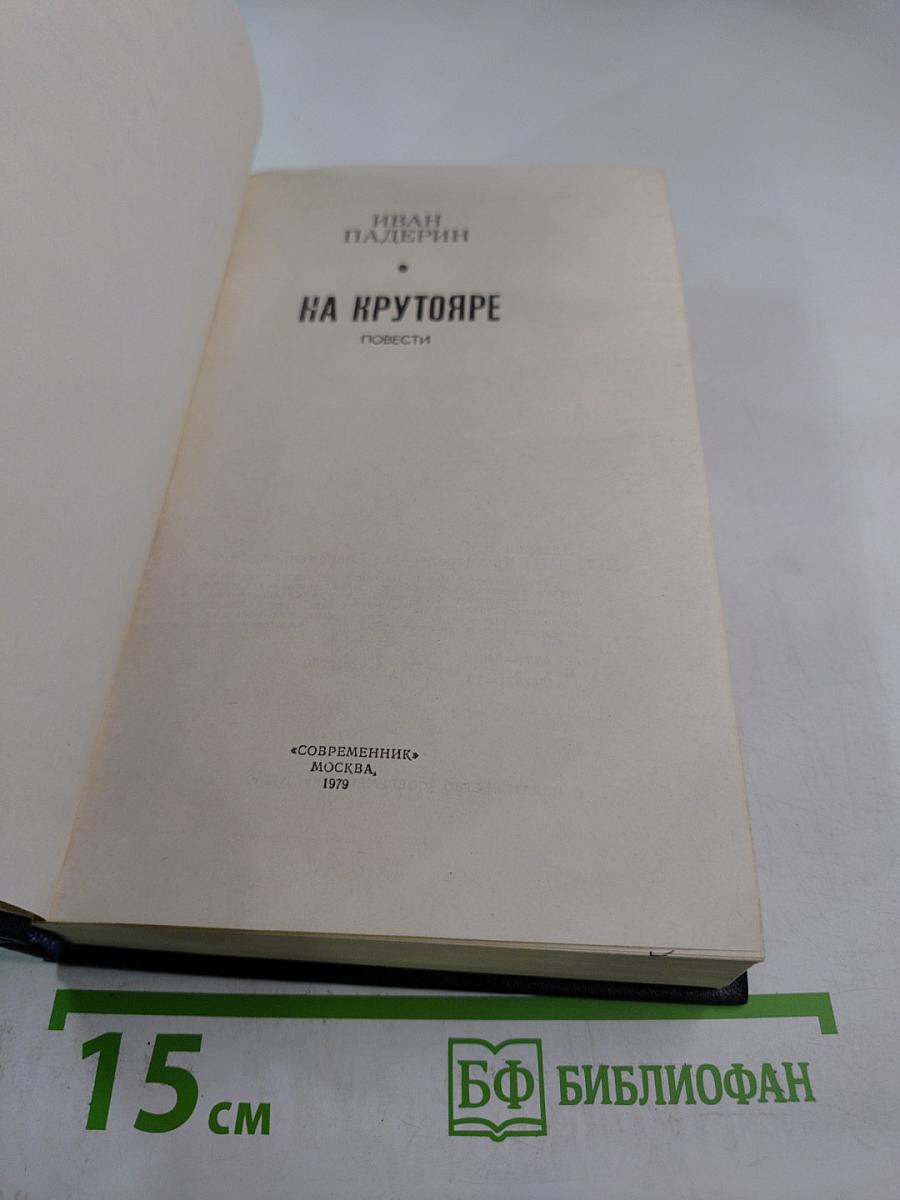 ИВАН
ПАДЕРИН
НА КРУТОЯРЕ
ПОВЕСТИ
«СОВРЕМЕННИК»
МОСКВА,
1979
15 см
БФ БИБЛИОФАН